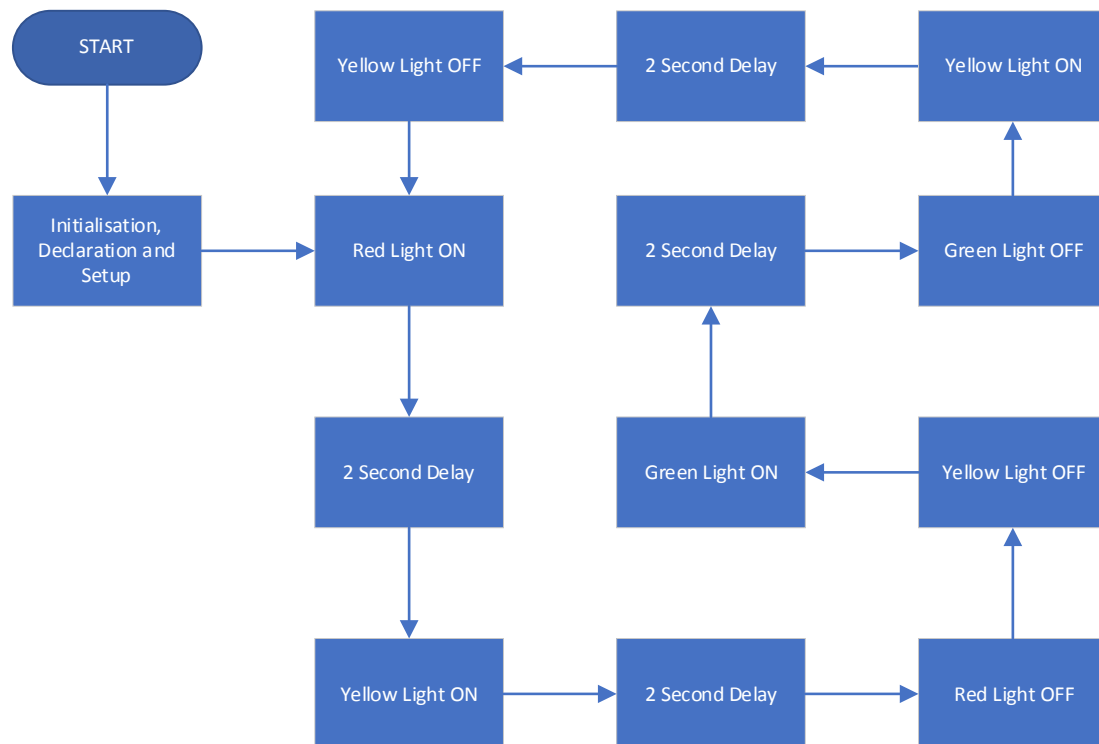 START
Yellow Light OFF
2 Second Delay
Yellow Light ON
Initialisation,
Declaration and
Setup
Red Light ON
2 Second Delay
Green Light OFF
2 Second Delay
Green Light ON
Yellow Light OFF
Yellow Light ON
2 Second Delay
Red Light OFF